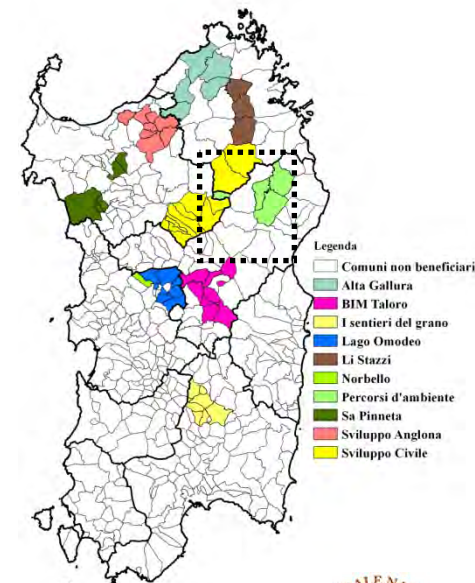 Legenda
Comuni non beneficiari
Alta Gallura
BIM Taloro
I sentieri del grano
Lago Omodeo
Li Stazzi
Norbello
Percorsi d'ambiente
Sa Pinneta
Sviluppo Anglona
Sviluppo Civile